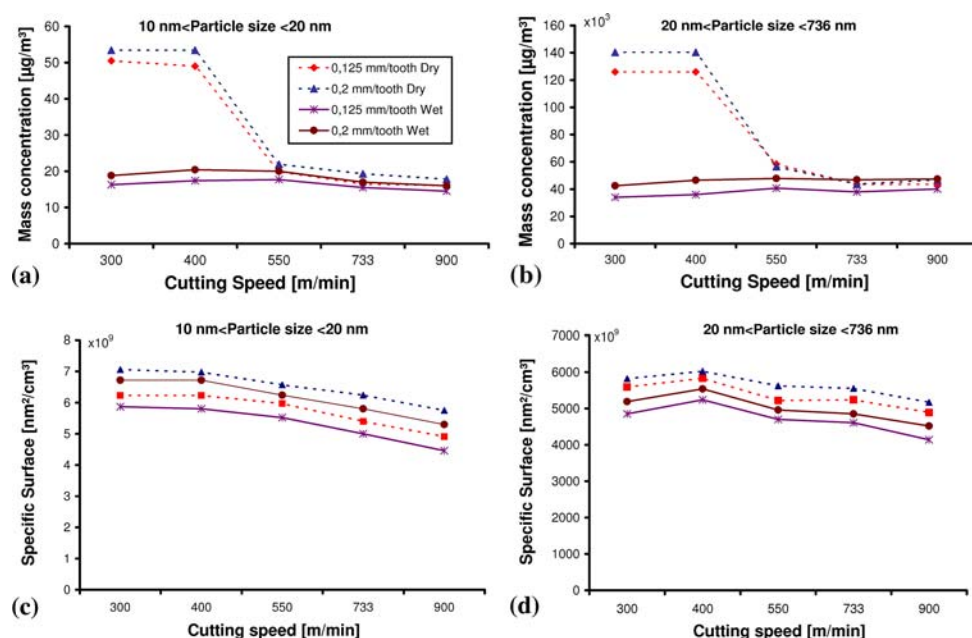 10 nm<Particle size <20 nm
Mass concentration [µg/m³]
60
50
40
30
20
10
0
300 400 550 733 900
Cutting Speed [m/min]
(a)
0,125 mm/tooth Dry
0,2 mm/tooth Dry
0,125 mm/tooth Wet
0,2 mm/tooth Wet
20 nm<Particle size <736 nm
Mass concentration [µg/m³]
x10³
160
140
120
100
80
60
40
20
0
300 400 550 733 900
Cutting Speed [m/min]
(b)
10 nm<Particle size <20 nm
Specific Surface [nm²/cm³]
x10⁹
8
7
6
5
4
3
2
9
0
300 400 550 733 900
Cutting speed [m/min]
(c)
20 nm<Particle size <736 nm
Specific Surface [nm²/cm³]
x10⁹
7000
6000
5000
4000
3000
2000
1000
0
300 400 550 733 900
Cutting speed [m/min]
(d)